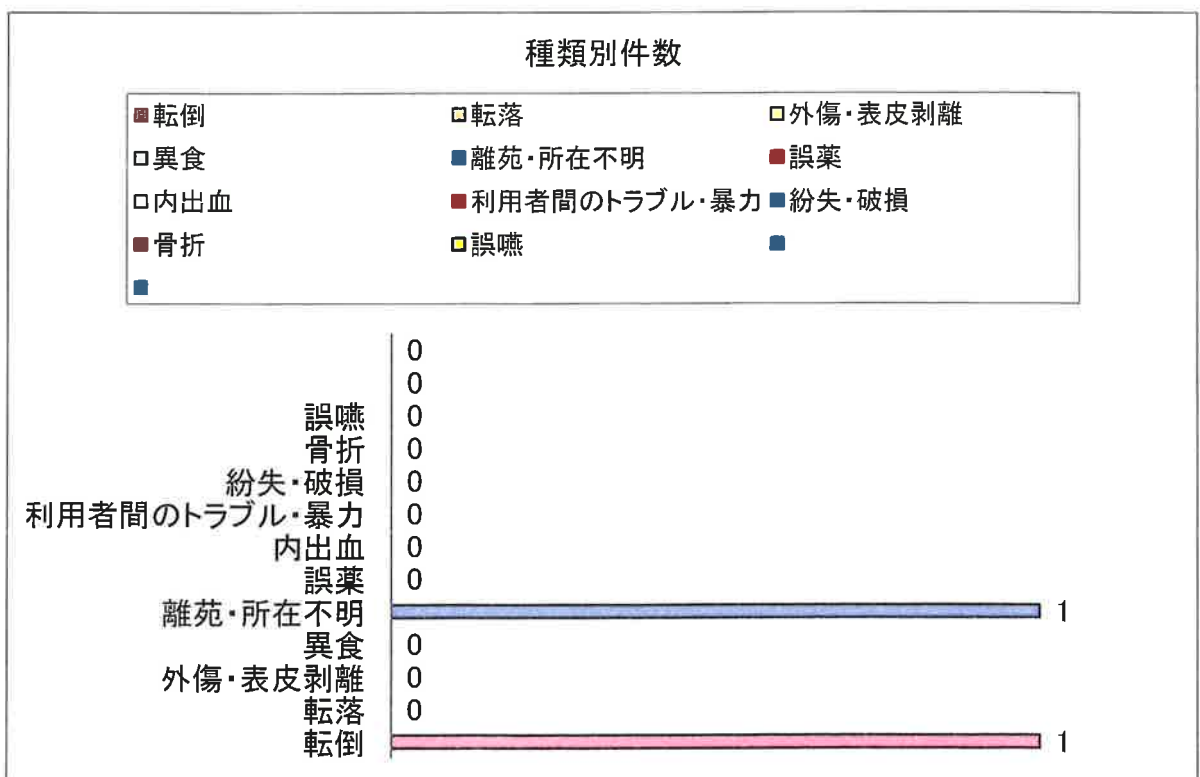 種類別件数
転倒 転落 外傷・表皮剥離
異食 離苑・所在不明 誤薬
内出血 利用者間のトラブル・暴力 紛失・破損
骨折 誤嚥
0
0
誤嚥 0
骨折 0
紛失・破損 0
利用者間のトラブル・暴力 0
内出血 0
誤薬 0
離苑・所在不明 1
異食 0
外傷・表皮剥離 0
転落 0
転倒 1